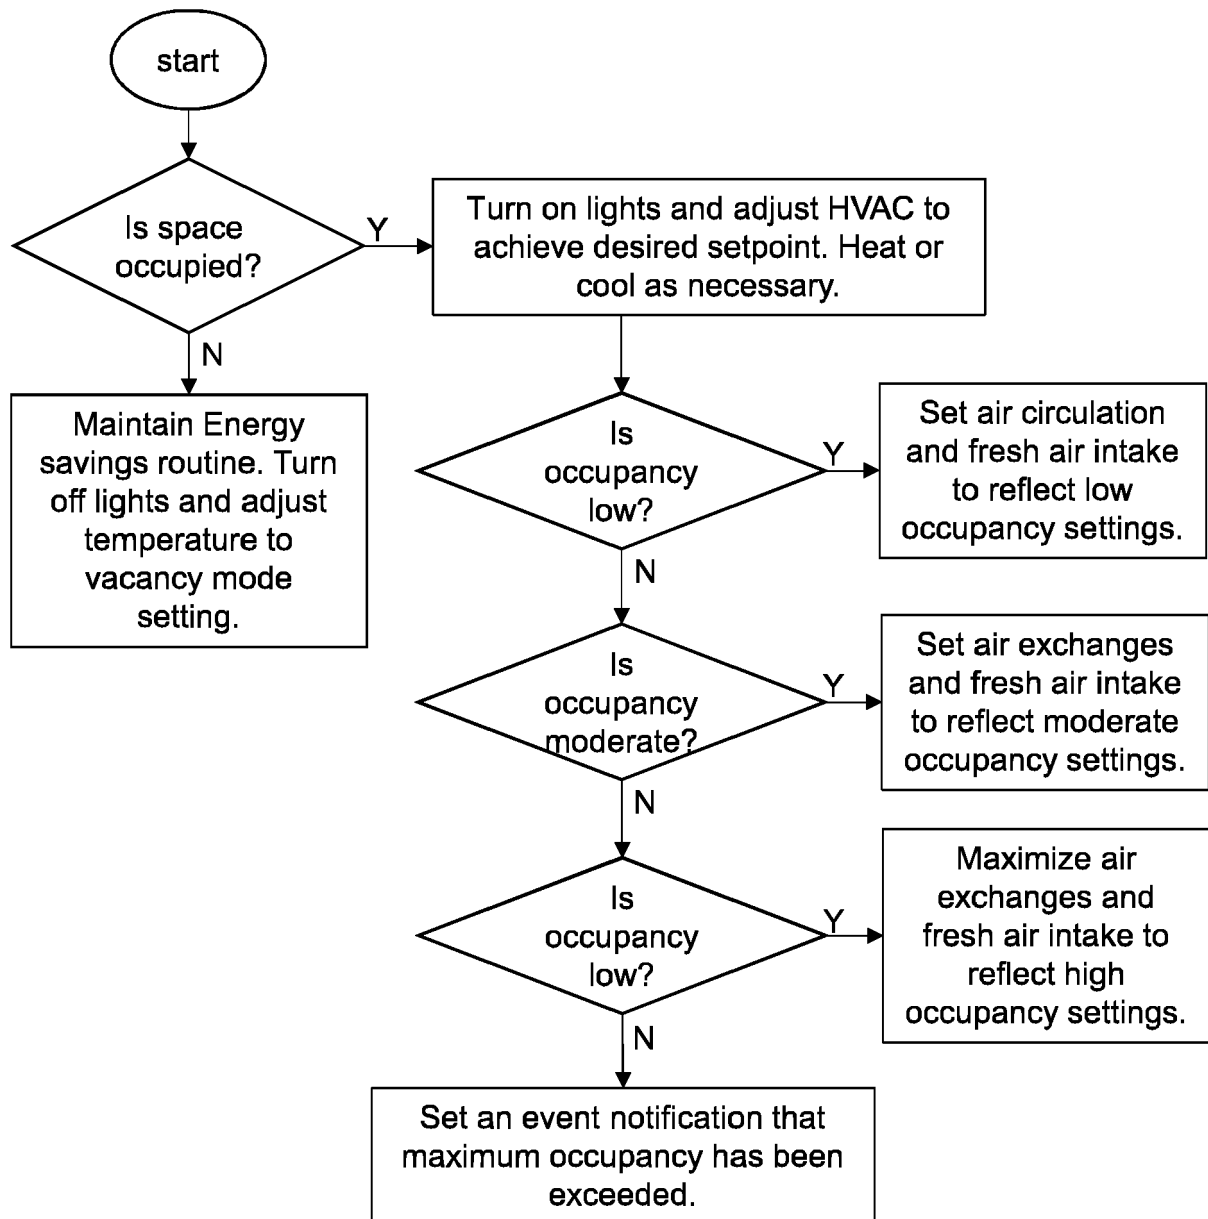 start
Is space
occupied?
Y
Turn on lights and adjust HVAC to
achieve desired setpoint. Heat or
cool as necessary.
N
Maintain Energy
savings routine. Turn
off lights and adjust
temperature to
vacancy mode
setting.
Is
occupancy
low?
Y
Set air circulation
and fresh air intake
to reflect low
occupancy settings.
N
Is
occupancy
moderate?
Y
Set air exchanges
and fresh air intake
to reflect moderate
occupancy settings.
N
Is
occupancy
low?
Y
Maximize air
exchanges and
fresh air intake to
reflect high
occupancy settings.
N
Set an event notification that
maximum occupancy has been
exceeded.